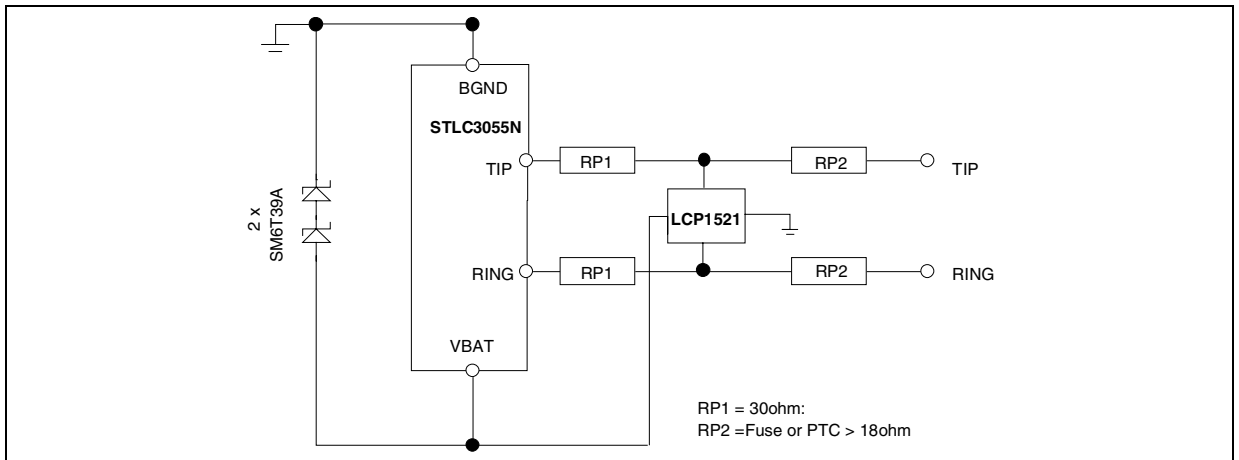 BGND
STLC3055N
TIP
RP1
RP2
TIP
2 x
SM6T39A
LCP1521
RING
RP1
RP2
RING
VBAT
RP1 = 30ohm:
RP2 =Fuse or PTC > 18ohm